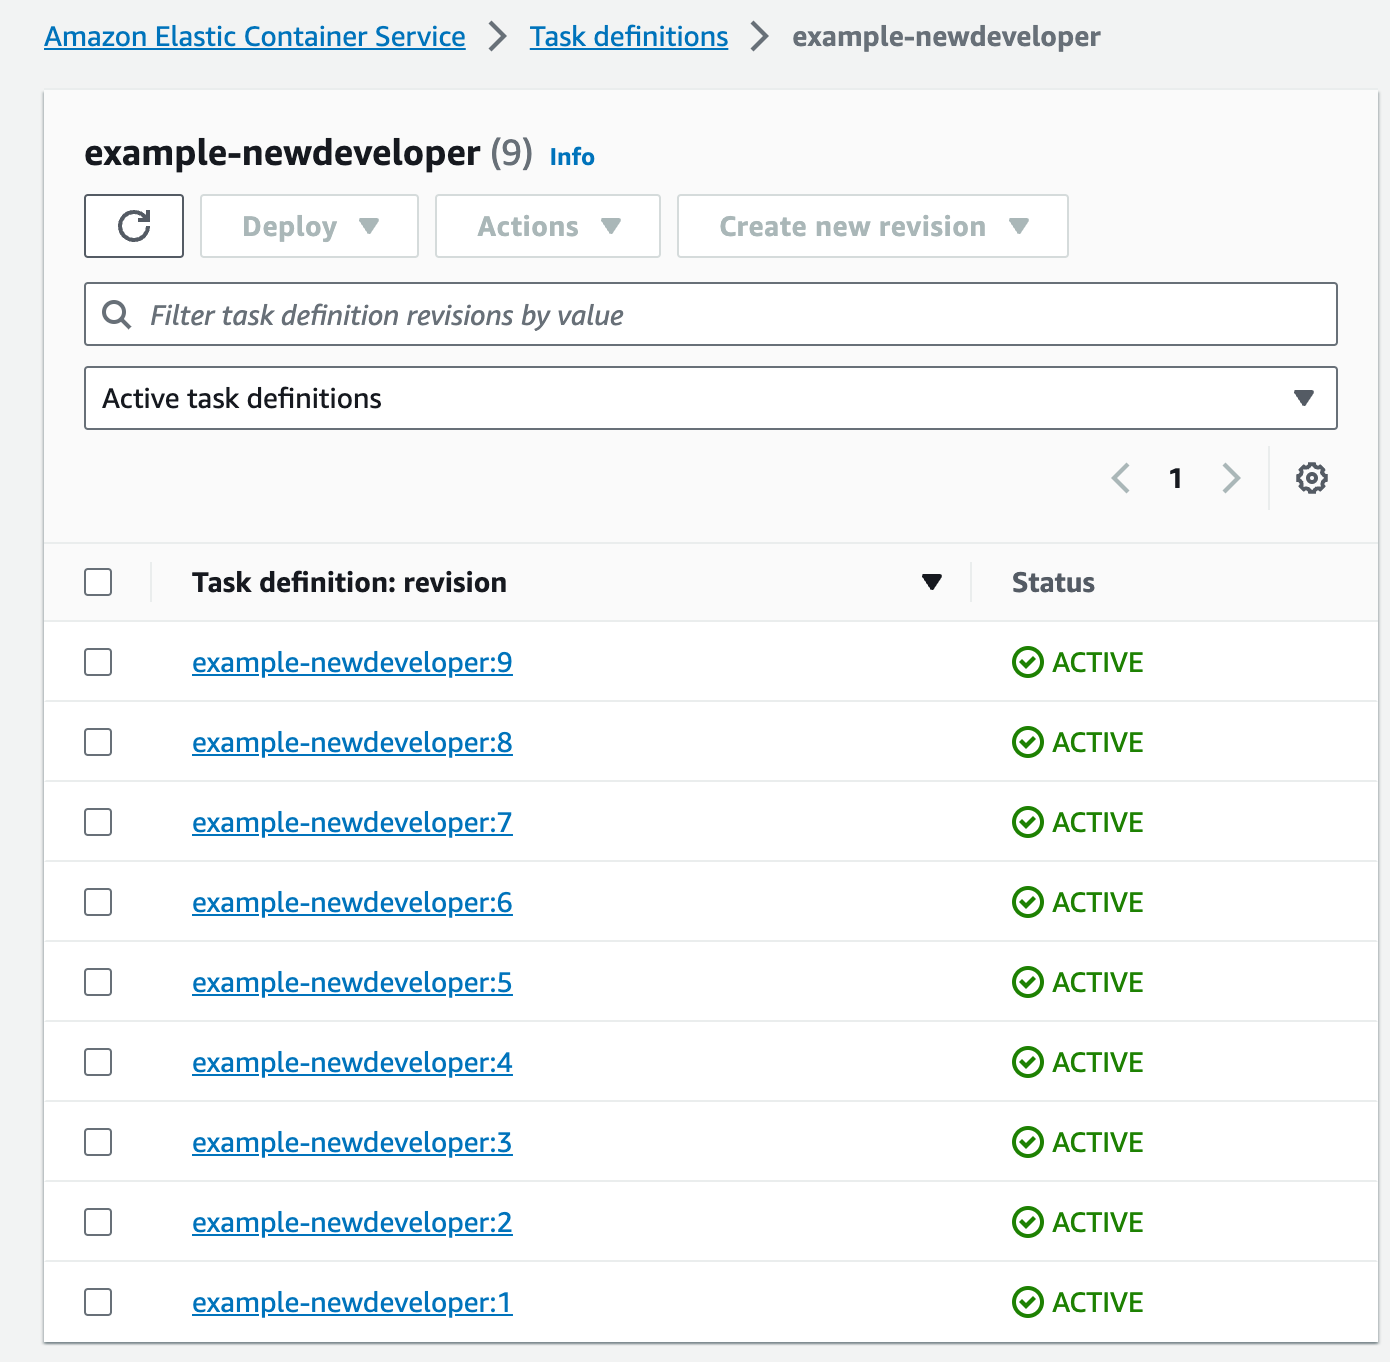 Amazon Elastic Container Service > Task definitions > example-newdeveloper
example-newdeveloper (9) Info
Deploy Actions Create new revision
Filter task definition revisions by value
Active task definitions
1
Task definition: revision Status
example-newdeveloper:9 ACTIVE
example-newdeveloper:8 ACTIVE
example-newdeveloper:7 ACTIVE
example-newdeveloper:6 ACTIVE
example-newdeveloper:5 ACTIVE
example-newdeveloper:4 ACTIVE
example-newdeveloper:3 ACTIVE
example-newdeveloper:2 ACTIVE
example-newdeveloper:1 ACTIVE